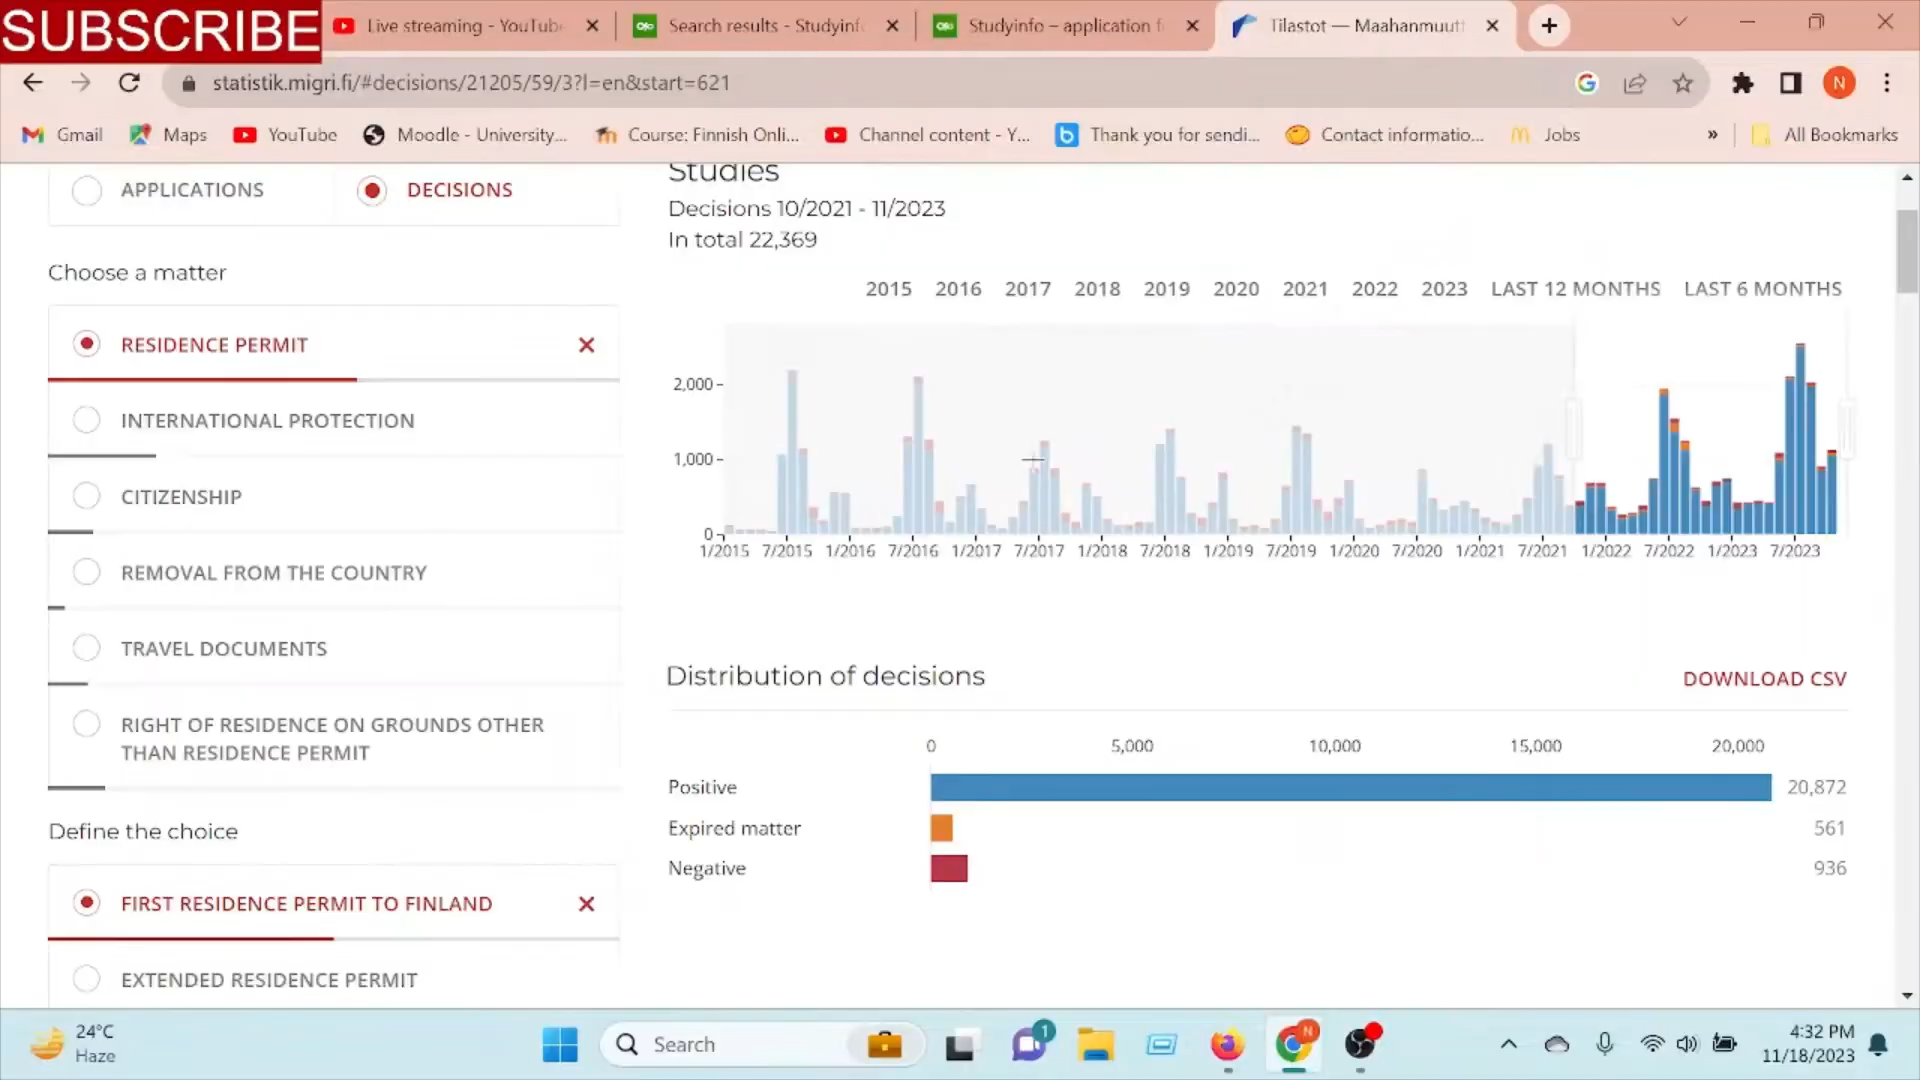 SUBSCRIBE
Live streaming - YouTub
Search results - Studyinf
Studyinfo – application f
Tilastot — Maahanmuutt
statistik.migri.fi/#decisions/21205/59/3?l=en&start=621
N
Gmail
Maps
YouTube
Moodle - University...
Course: Finnish Onli...
Channel content - Y...
Thank you for sendi...
Contact informatio...
Jobs
»
All Bookmarks
APPLICATIONS
DECISIONS
Choose a matter
RESIDENCE PERMIT
INTERNATIONAL PROTECTION
CITIZENSHIP
REMOVAL FROM THE COUNTRY
TRAVEL DOCUMENTS
RIGHT OF RESIDENCE ON GROUNDS OTHER
THAN RESIDENCE PERMIT
Define the choice
FIRST RESIDENCE PERMIT TO FINLAND
EXTENDED RESIDENCE PERMIT
Studies
Decisions 10/2021 - 11/2023
In total 22,369
2015 2016 2017 2018 2019 2020 2021 2022 2023 LAST 12 MONTHS LAST 6 MONTHS
2,000
1,000
0
1/2015 7/2015 1/2016 7/2016 1/2017 7/2017 1/2018 7/2018 1/2019 7/2019 1/2020 7/2020 1/2021 7/2021 1/2022 7/2022 1/2023 7/2023
Distribution of decisions
DOWNLOAD CSV
0 5,000 10,000 15,000 20,000
Positive 20,872
Expired matter 561
Negative 936
24°C
Haze
Search
1
N
4:32 PM
11/18/2023